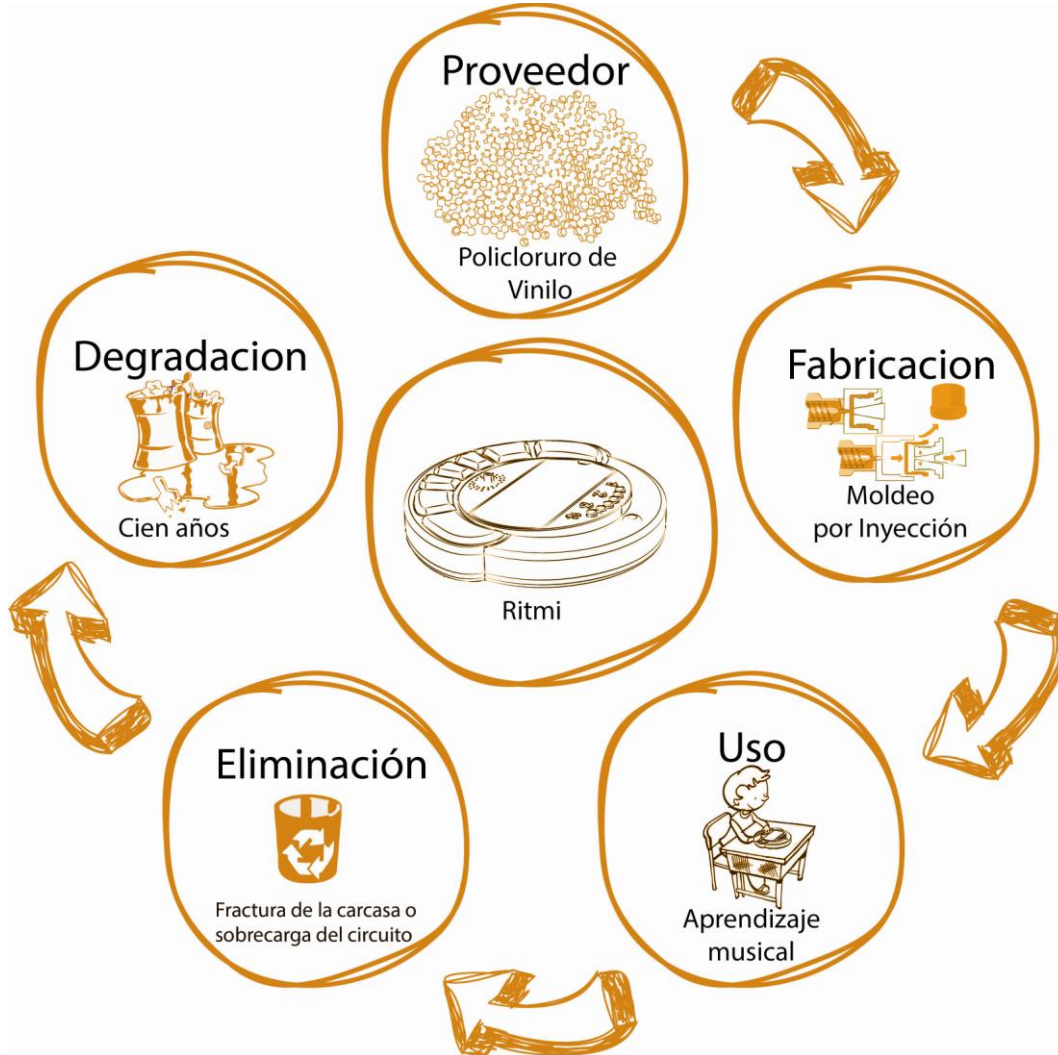 Proveedor
Policloruro de
Vinilo
Fabricacion
Moldeo
por Inyección
Uso
Aprendizaje
musical
Eliminación
Fractura de la carcasa o
sobrecarga del circuito
Degradacion
Cien años
Ritmi